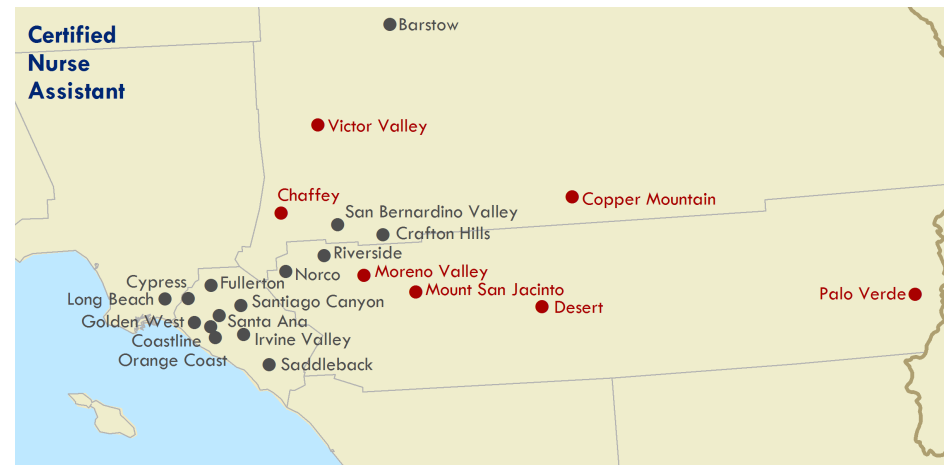 Certified
Nurse
Assistant
Barstow
Victor Valley
Chaffey
Copper Mountain
San Bernardino Valley
Crafton Hills
Riverside
Norco
Moreno Valley
Mount San Jacinto
Desert
Palo Verde
Cypress
Fullerton
Long Beach
Santiago Canyon
Golden West
Santa Ana
Coastline
Irvine Valley
Orange Coast
Saddleback